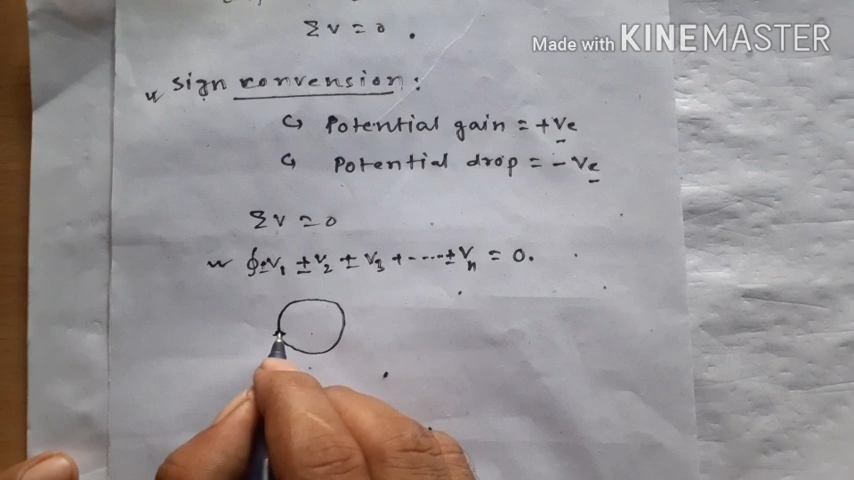 ΣV = 0 .
Made with KINEMASTER
Sign convension :
Potential gain = +Ve
Potential drop = - Ve
ΣV = 0
± V₁ ± V₂ ± V₃ + ----- ± Vn = 0.